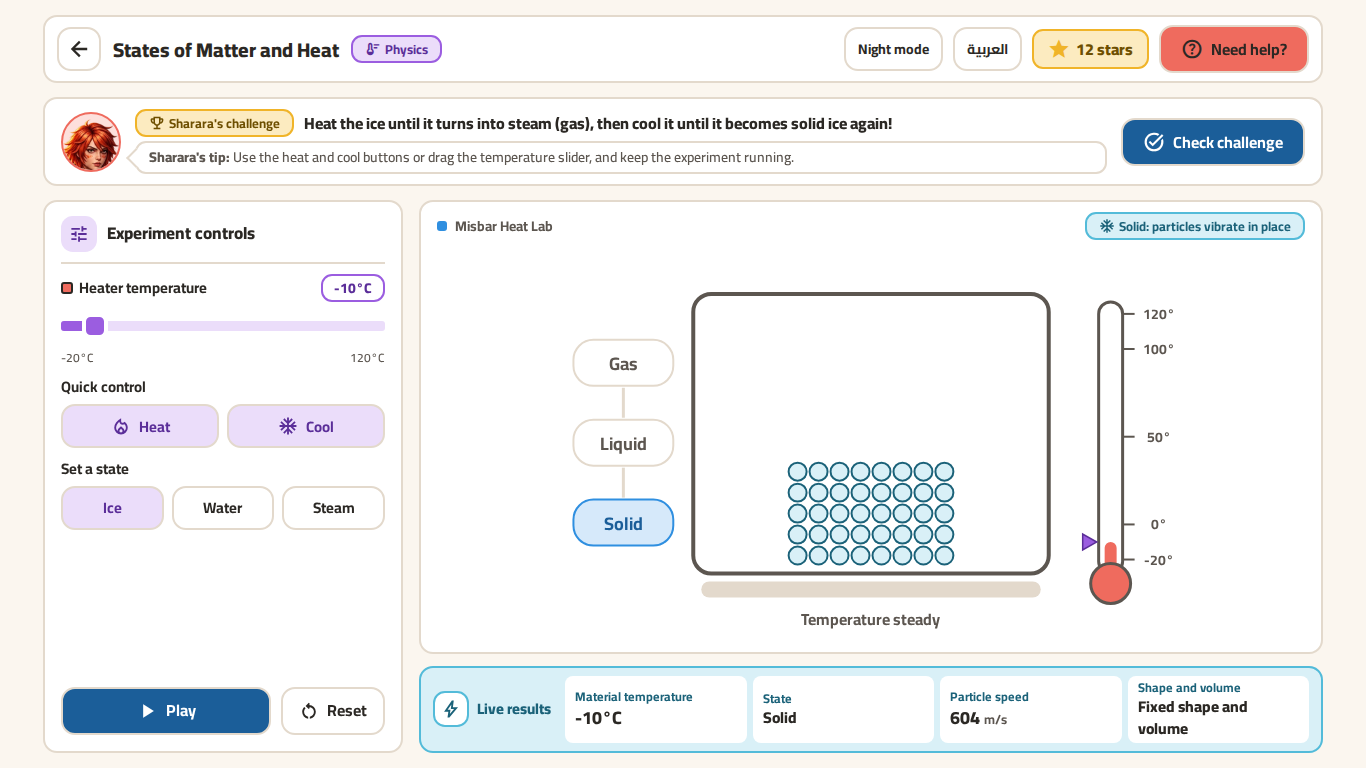 States of Matter and Heat
Physics
Night mode
العربية
12 stars
Need help?
Sharara's challenge
Heat the ice until it turns into steam (gas), then cool it until it becomes solid ice again!
Sharara's tip: Use the heat and cool buttons or drag the temperature slider, and keep the experiment running.
Check challenge
Experiment controls
Heater temperature
-10°C
-20°C
120°C
Quick control
Heat
Cool
Set a state
Ice
Water
Steam
Play
Reset
Misbar Heat Lab
Solid: particles vibrate in place
Gas
Liquid
Solid
120°
100°
50°
0°
-20°
Temperature steady
Live results
Material temperature
-10°C
State
Solid
Particle speed
604 m/s
Shape and volume
Fixed shape and
volume